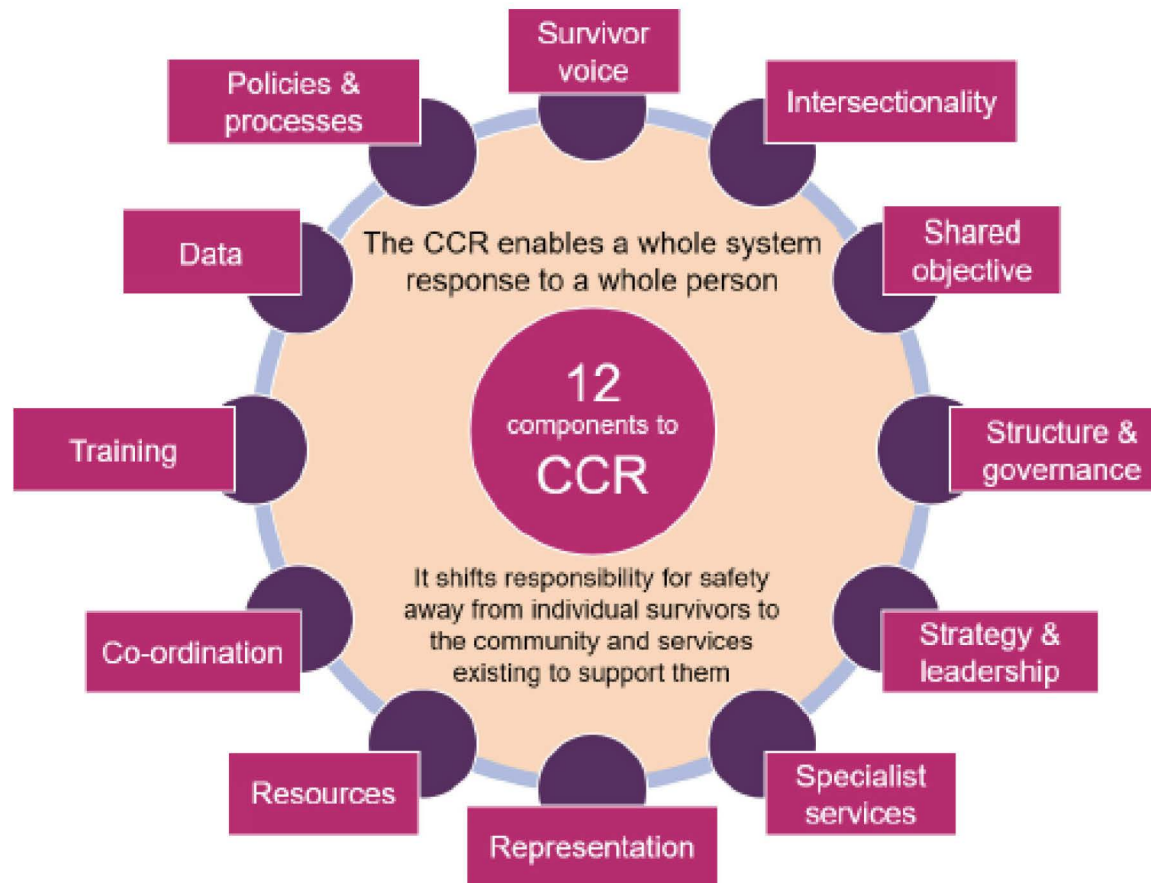 Survivor
voice
Intersectionality
Shared
objective
Structure &
governance
Strategy &
leadership
Specialist
services
Representation
Resources
Co-ordination
Training
Data
Policies &
processes
The CCR enables a whole system
response to a whole person
12
components to
CCR
It shifts responsibility for safety
away from individual survivors to
the community and services
existing to support them